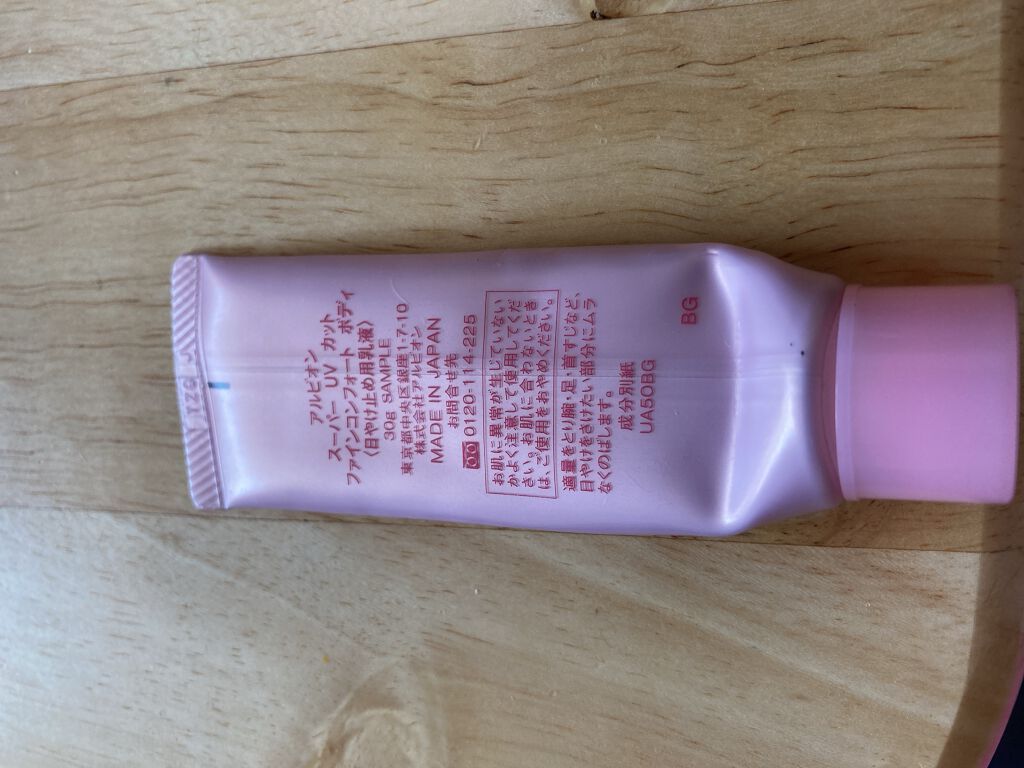 アルビオン
スーパー UV カット
ファインコンフォート ボディ
〈日やけ止め用乳液〉
30g SAMPLE
東京都中央区銀座1-7-10
株式会社アルビオン
MADE IN JAPAN
お問合せ先
0120-114-225
お肌に異常が生じていない
かよく注意して使用してくだ
さい。お肌に合わないとき
は、ご使用をおやめください。
適量をとり腕・足・首すじなど、
日やけをさけたい部分にムラ
なくのばします。
成分別紙
UA50BG
BG